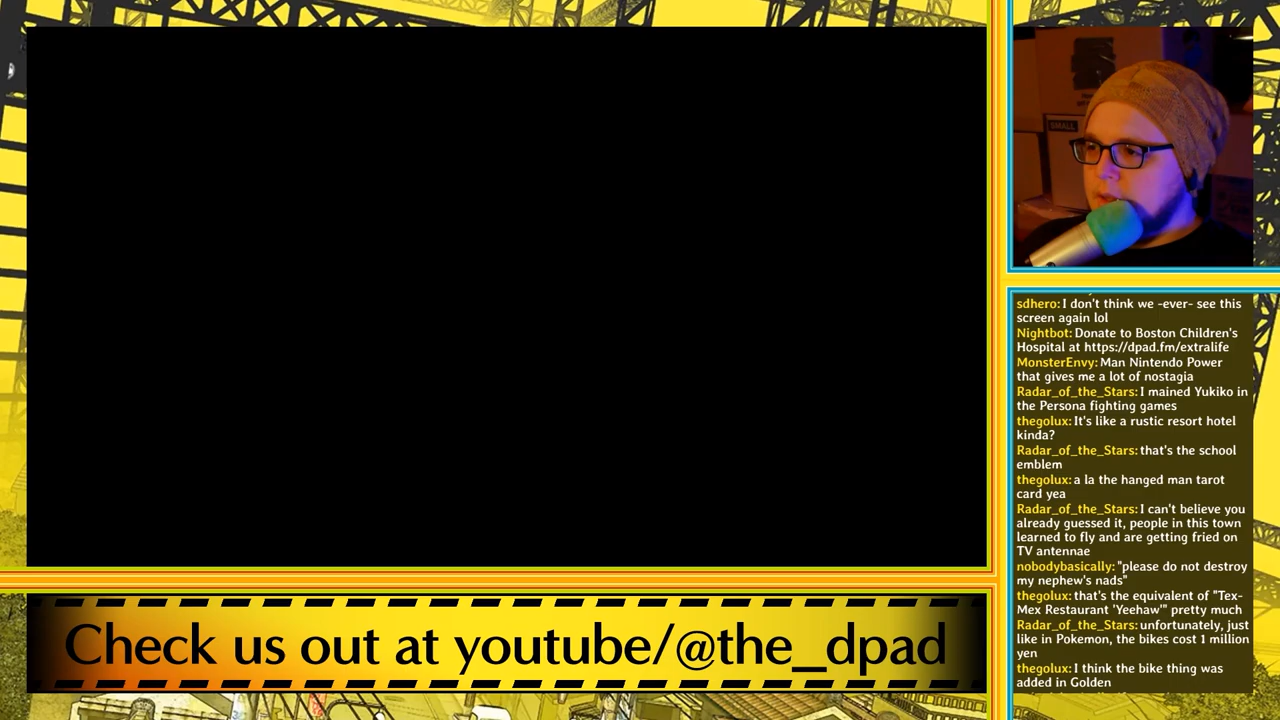 SMALL
sdhero: I don't think we -ever- see this
screen again lol
Nightbot: Donate to Boston Children's
Hospital at https://dpad.fm/extralife
MonsterEnvy: Man Nintendo Power
that gives me a lot of nostagia
Radar_of_the_Stars: I mained Yukiko in
the Persona fighting games
thegolux: It's like a rustic resort hotel
kinda?
Radar_of_the_Stars: that's the school
emblem
thegolux: a la the hanged man tarot
card yea
Radar_of_the_Stars: I can't believe you
already guessed it, people in this town
learned to fly and are getting fried on
TV antennae
nobodybasically: "please do not destroy
my nephew's nads"
thegolux: that's the equivalent of "Tex-
Mex Restaurant 'Yeehaw'" pretty much
Radar_of_the_Stars: unfortunately, just
like in Pokemon, the bikes cost 1 million
yen
thegolux: I think the bike thing was
added in Golden
Check us out at youtube/@the_dpad